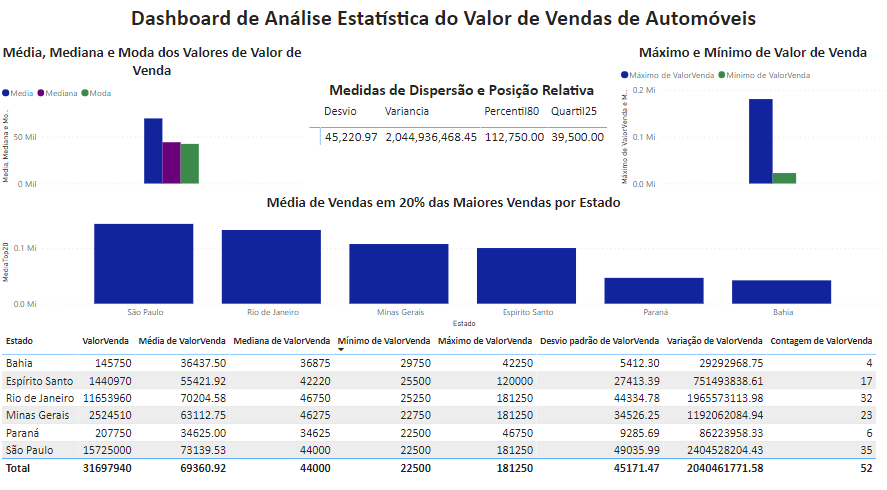 Dashboard de Análise Estatística do Valor de Vendas de Automóveis
Média, Mediana e Moda dos Valores de Valor de
Venda
Media Mediana Moda
Media, Mediana e Mo...
50 Mil
0 Mil
Medidas de Dispersão e Posição Relativa
Desvio Variancia Percentil80 Quartil25
45,220.97 2,044,936,468.45 112,750.00 39,500.00
Máximo e Mínimo de Valor de Venda
Máximo de ValorVenda Mínimo de ValorVenda
Máximo de ValorVenda e M...
0.2 Mi
0.1 Mi
0.0 Mi
Média de Vendas em 20% das Maiores Vendas por Estado
MediaTop20
0.1 Mi
0.0 Mi
São Paulo Rio de Janeiro Minas Gerais Espírito Santo Paraná Bahia
Estado
Estado ValorVenda Média de ValorVenda Mediana de ValorVenda Mínimo de ValorVenda Máximo de ValorVenda Desvio padrão de ValorVenda Variação de ValorVenda Contagem de ValorVenda
Bahia 145750 36437.50 36875 29750 42250 5412.30 29292968.75 4
Espírito Santo 1440970 55421.92 42220 25500 120000 27413.39 751493838.61 17
Rio de Janeiro 11653960 70204.58 46750 25250 181250 44334.78 1965573113.98 32
Minas Gerais 2524510 63112.75 46275 22750 181250 34526.25 1192062084.94 23
Paraná 207750 34625.00 34625 22500 46750 9285.69 86223958.33 6
São Paulo 15725000 73139.53 44000 22500 181250 49035.99 2404528204.43 35
Total 31697940 69360.92 44000 22500 181250 45171.47 2040461771.58 52